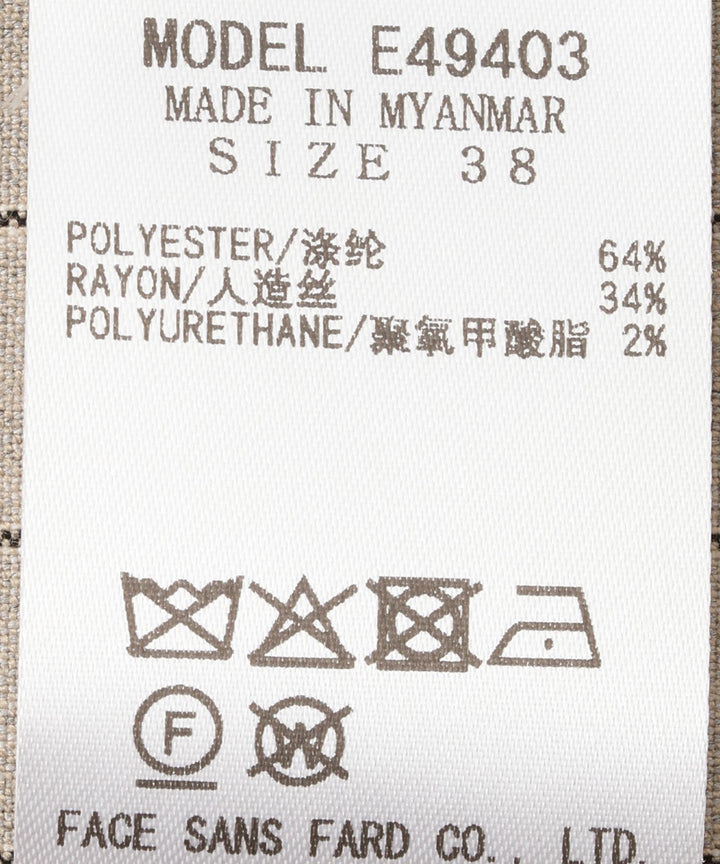 MODEL E49403
MADE IN MYANMAR
SIZE 38
POLYESTER/涤纶 64%
RAYON/人造丝 34%
POLYURETHANE/聚氨甲酸脂 2%
F W
FACE SANS FARD CO., LTD